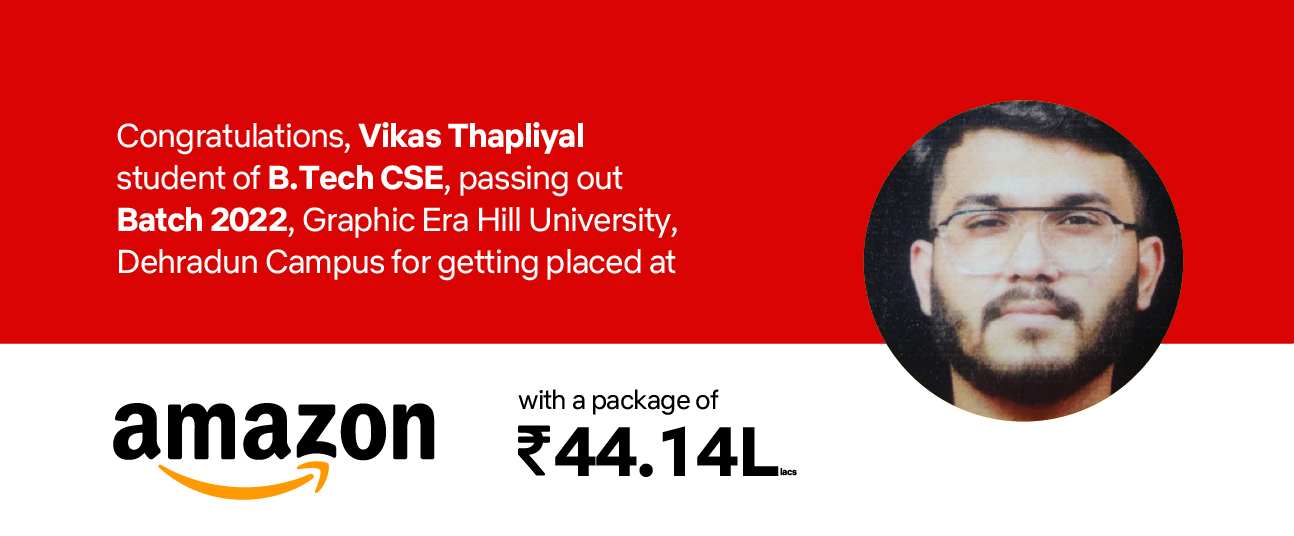 Congratulations, Vikas Thapliyal
student of B.Tech CSE, passing out
Batch 2022, Graphic Era Hill University,
Dehradun Campus for getting placed at
amazon
with a package of
₹44.14L lacs